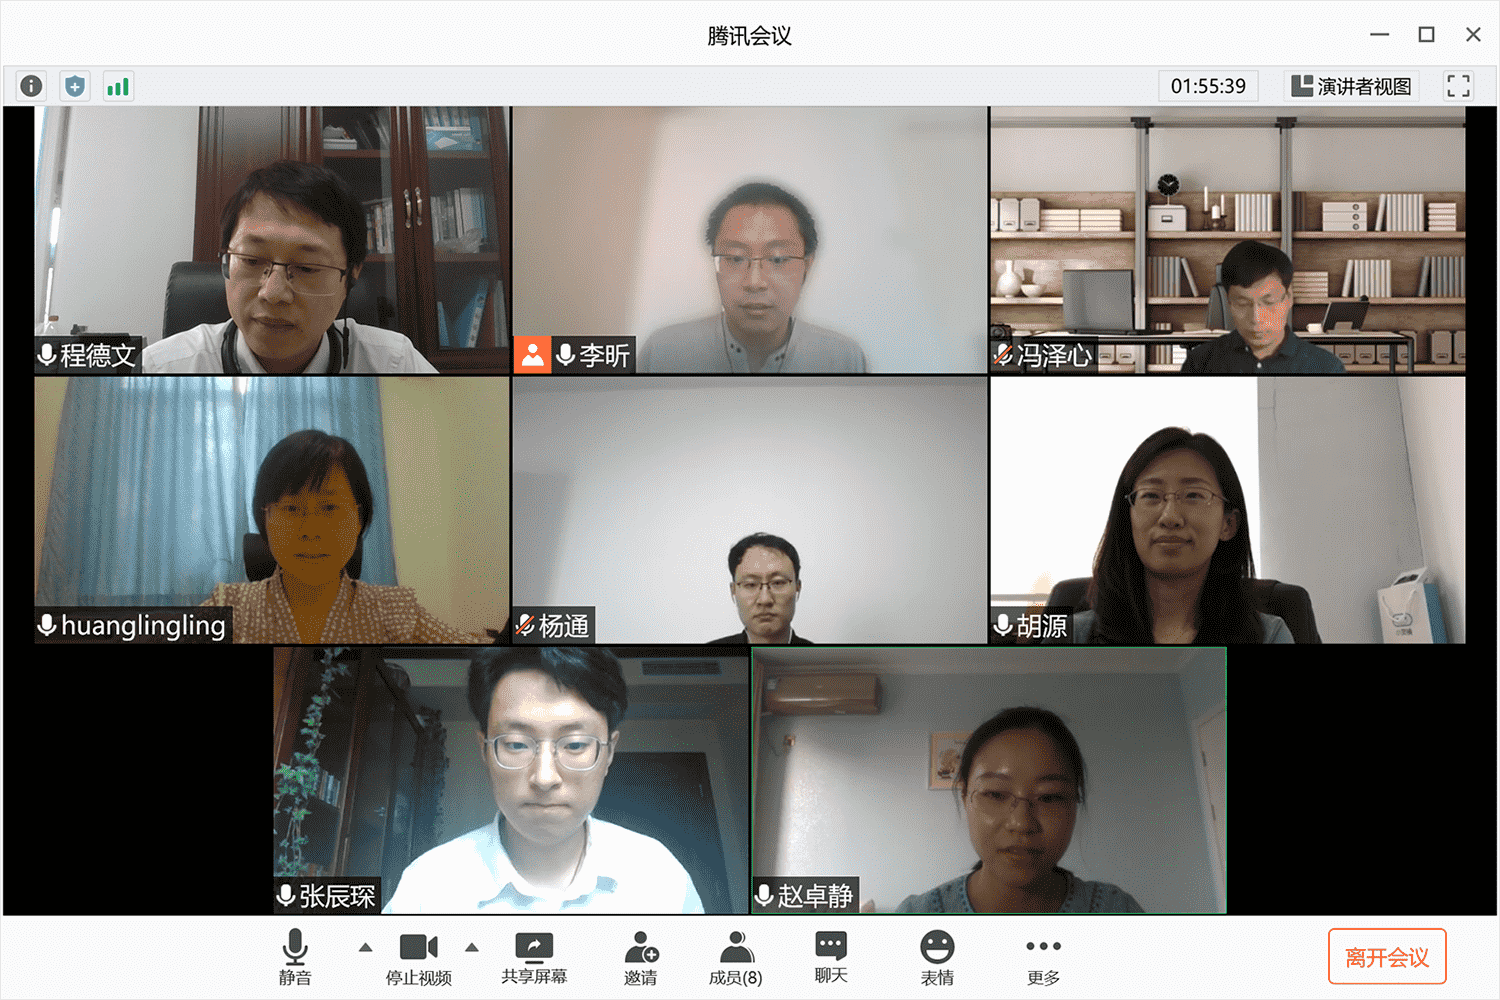 腾讯会议
01:55:39
演讲者视图
程德文
李昕
冯泽心
huanglingling
杨通
胡源
张辰琛
赵卓静
静音
停止视频
共享屏幕
邀请
成员(8)
聊天
表情
更多
离开会议